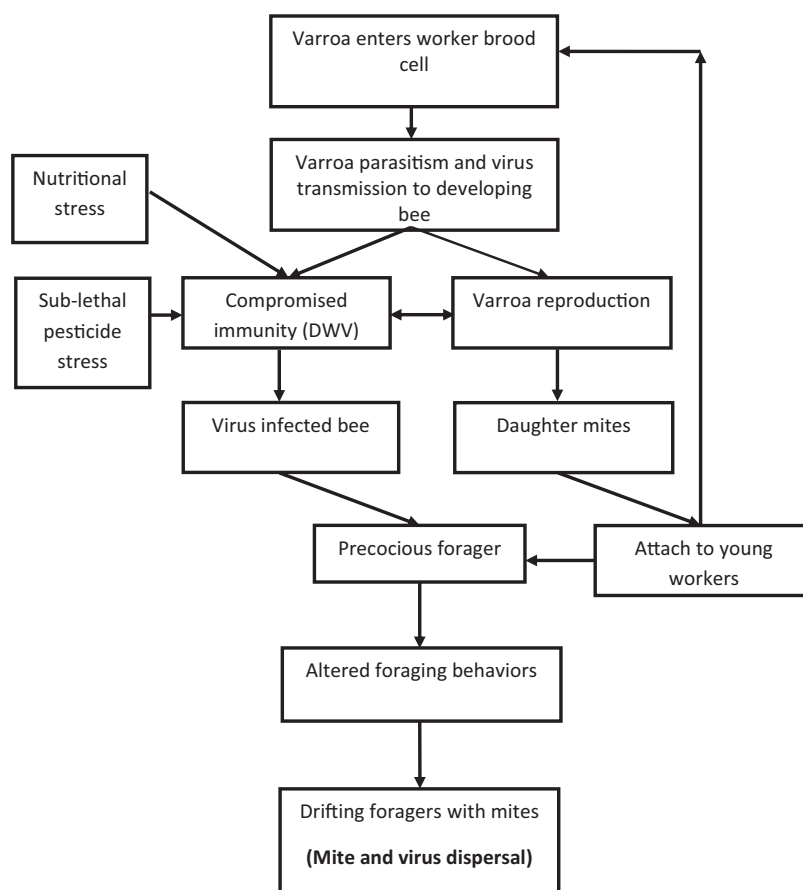 Varroa enters worker brood
cell
Varroa parasitism and virus
transmission to developing
bee
Nutritional
stress
Sub-lethal
pesticide
stress
Compromised
immunity (DWV)
Varroa reproduction
Virus infected bee
Daughter mites
Precocious forager
Attach to young
workers
Altered foraging behaviors
Drifting foragers with mites
(Mite and virus dispersal)